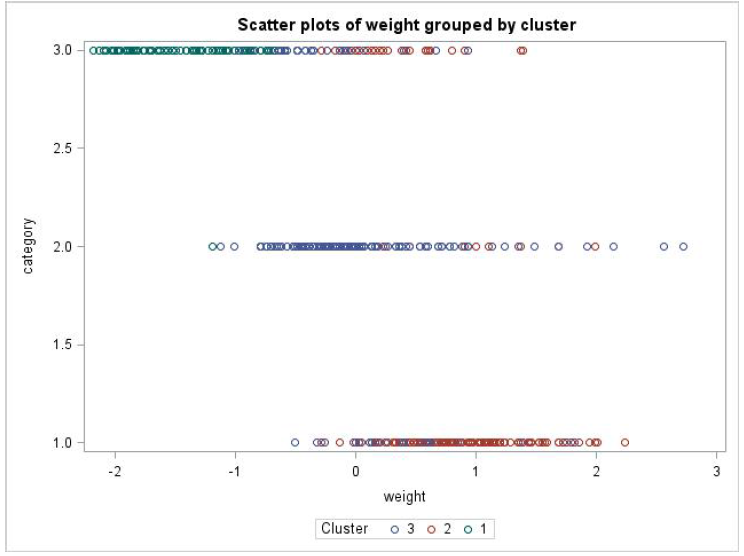 Scatter plots of weight grouped by cluster
3.0
2.5
2.0
1.5
1.0
category
-2 -1 0 1 2 3
weight
Cluster 3 2 1